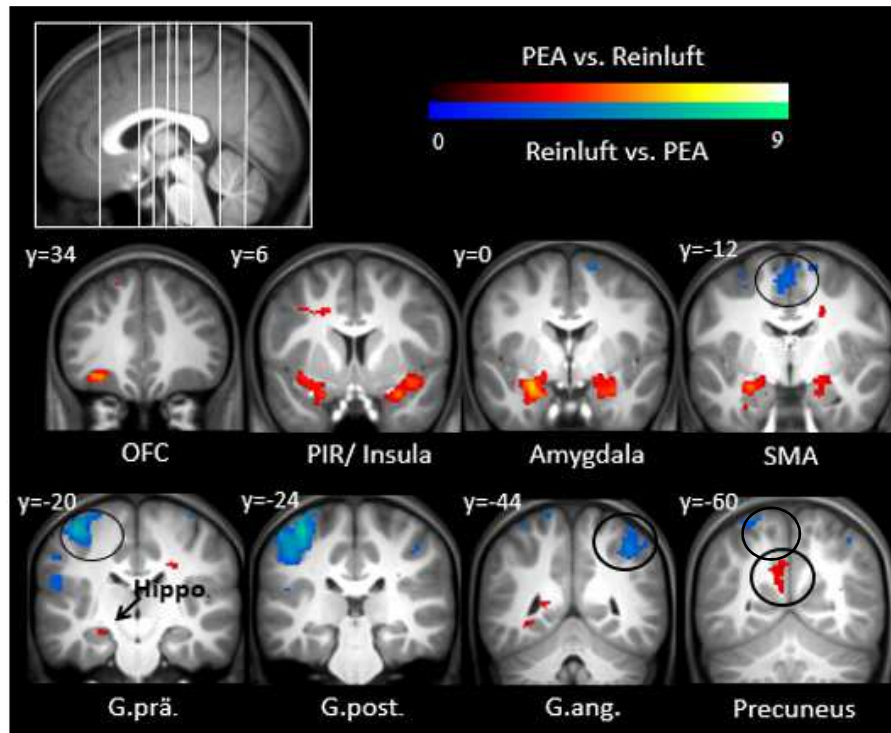 PEA vs. Reinluft
0 9
Reinluft vs. PEA
y=34 y=6 y=0 y=-12
OFC PIR/ Insula Amygdala SMA
y=-20 y=-24 y=-44 y=-60
Hippo.
G.prä. G.post. G.ang. Precuneus